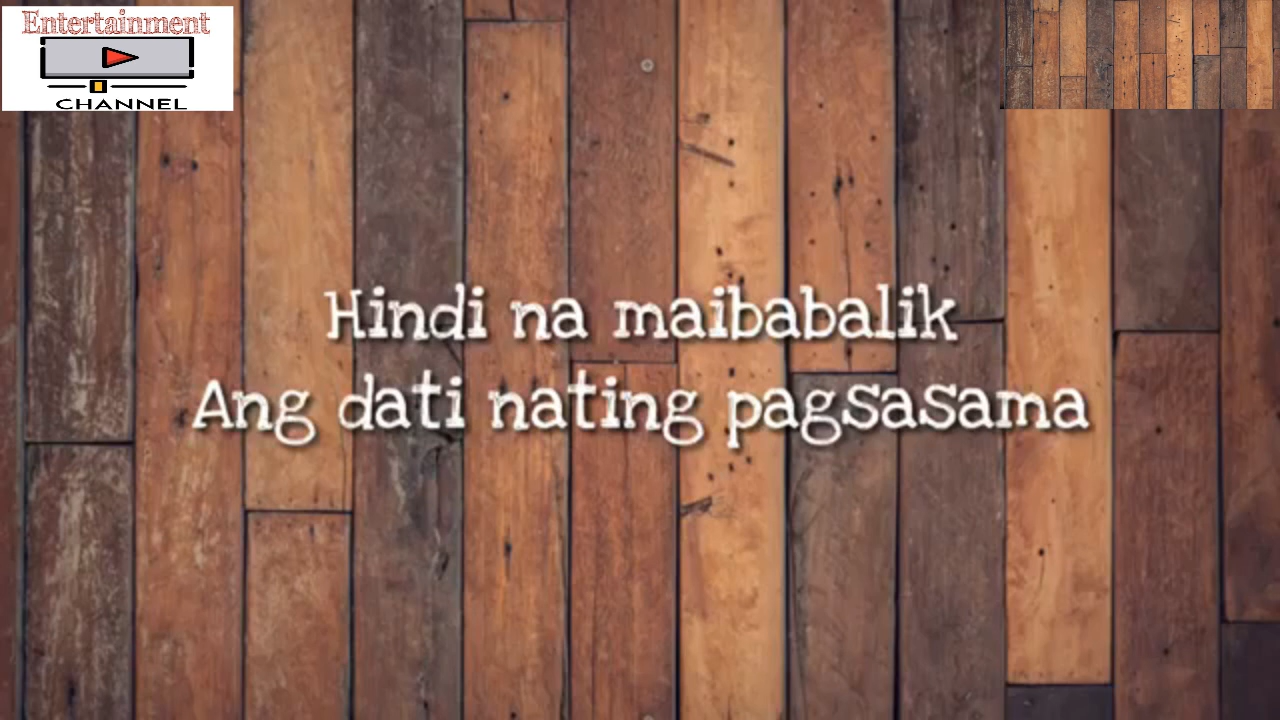 Entertainment
CHANNEL
Hindi na maibabalik
Ang dati nating pagsasama